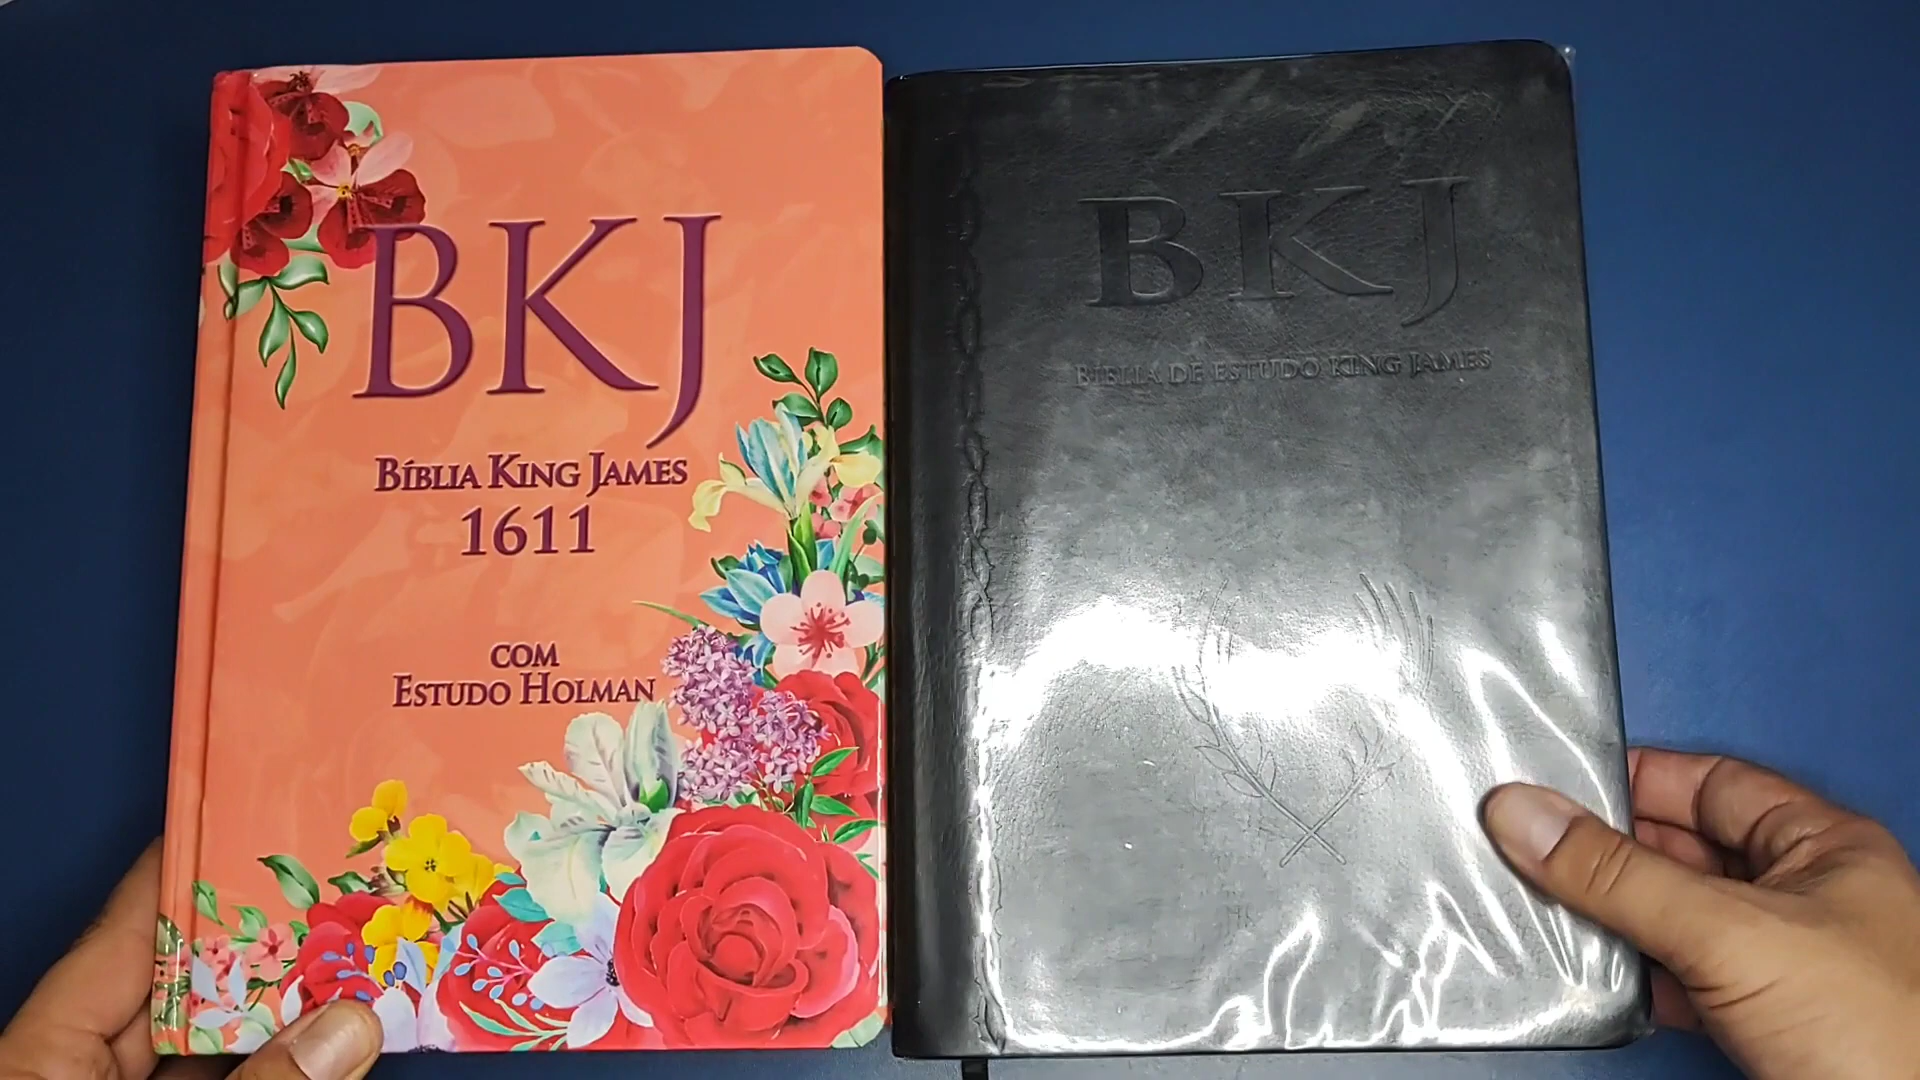 BKJ
BÍBLIA KING JAMES
1611
COM
ESTUDO HOLMAN
BKJ
BÍBLIA DE ESTUDO KING JAMES